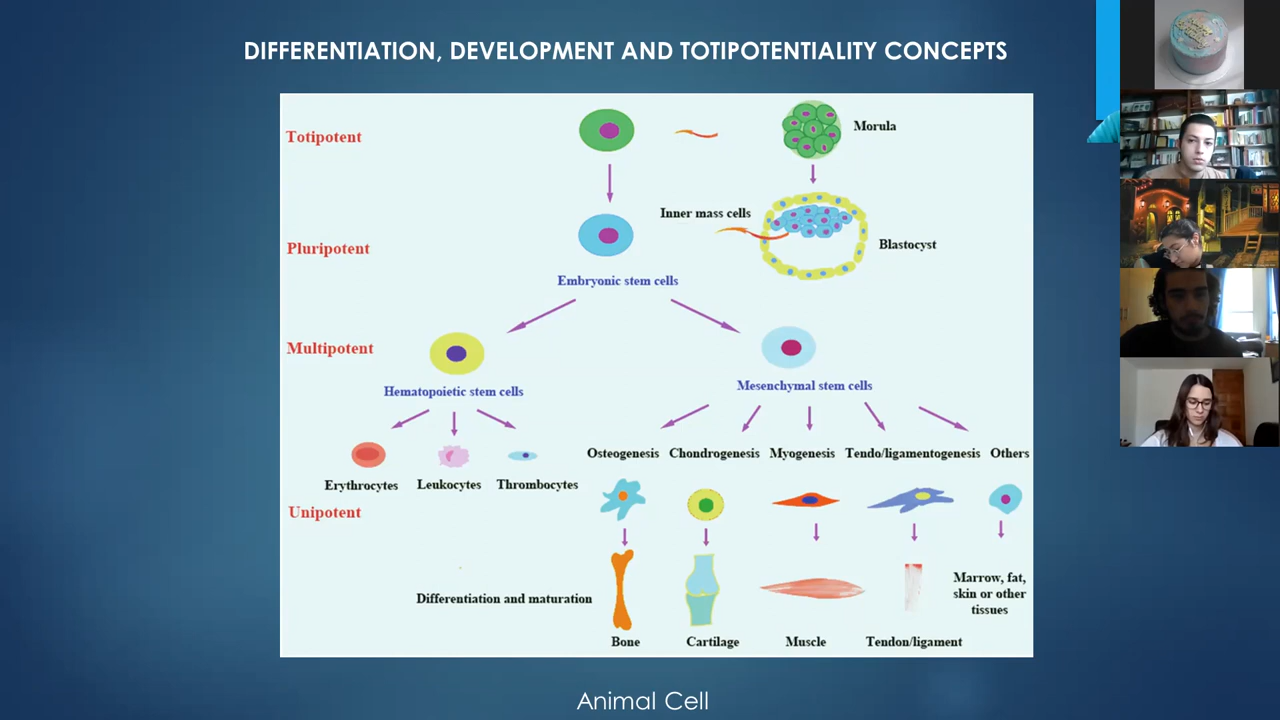 DIFFERENTIATION, DEVELOPMENT AND TOTIPOTENTIALITY CONCEPTS
Totipotent
Morula
Inner mass cells
Pluripotent
Blastocyst
Embryonic stem cells
Multipotent
Hematopoietic stem cells
Mesenchymal stem cells
Osteogenesis
Chondrogenesis
Myogenesis
Tendo/ligamentogenesis
Others
Erythrocytes
Leukocytes
Thrombocytes
Unipotent
Differentiation and maturation
Marrow, fat,
skin or other
tissues
Bone
Cartilage
Muscle
Tendon/ligament
Animal Cell